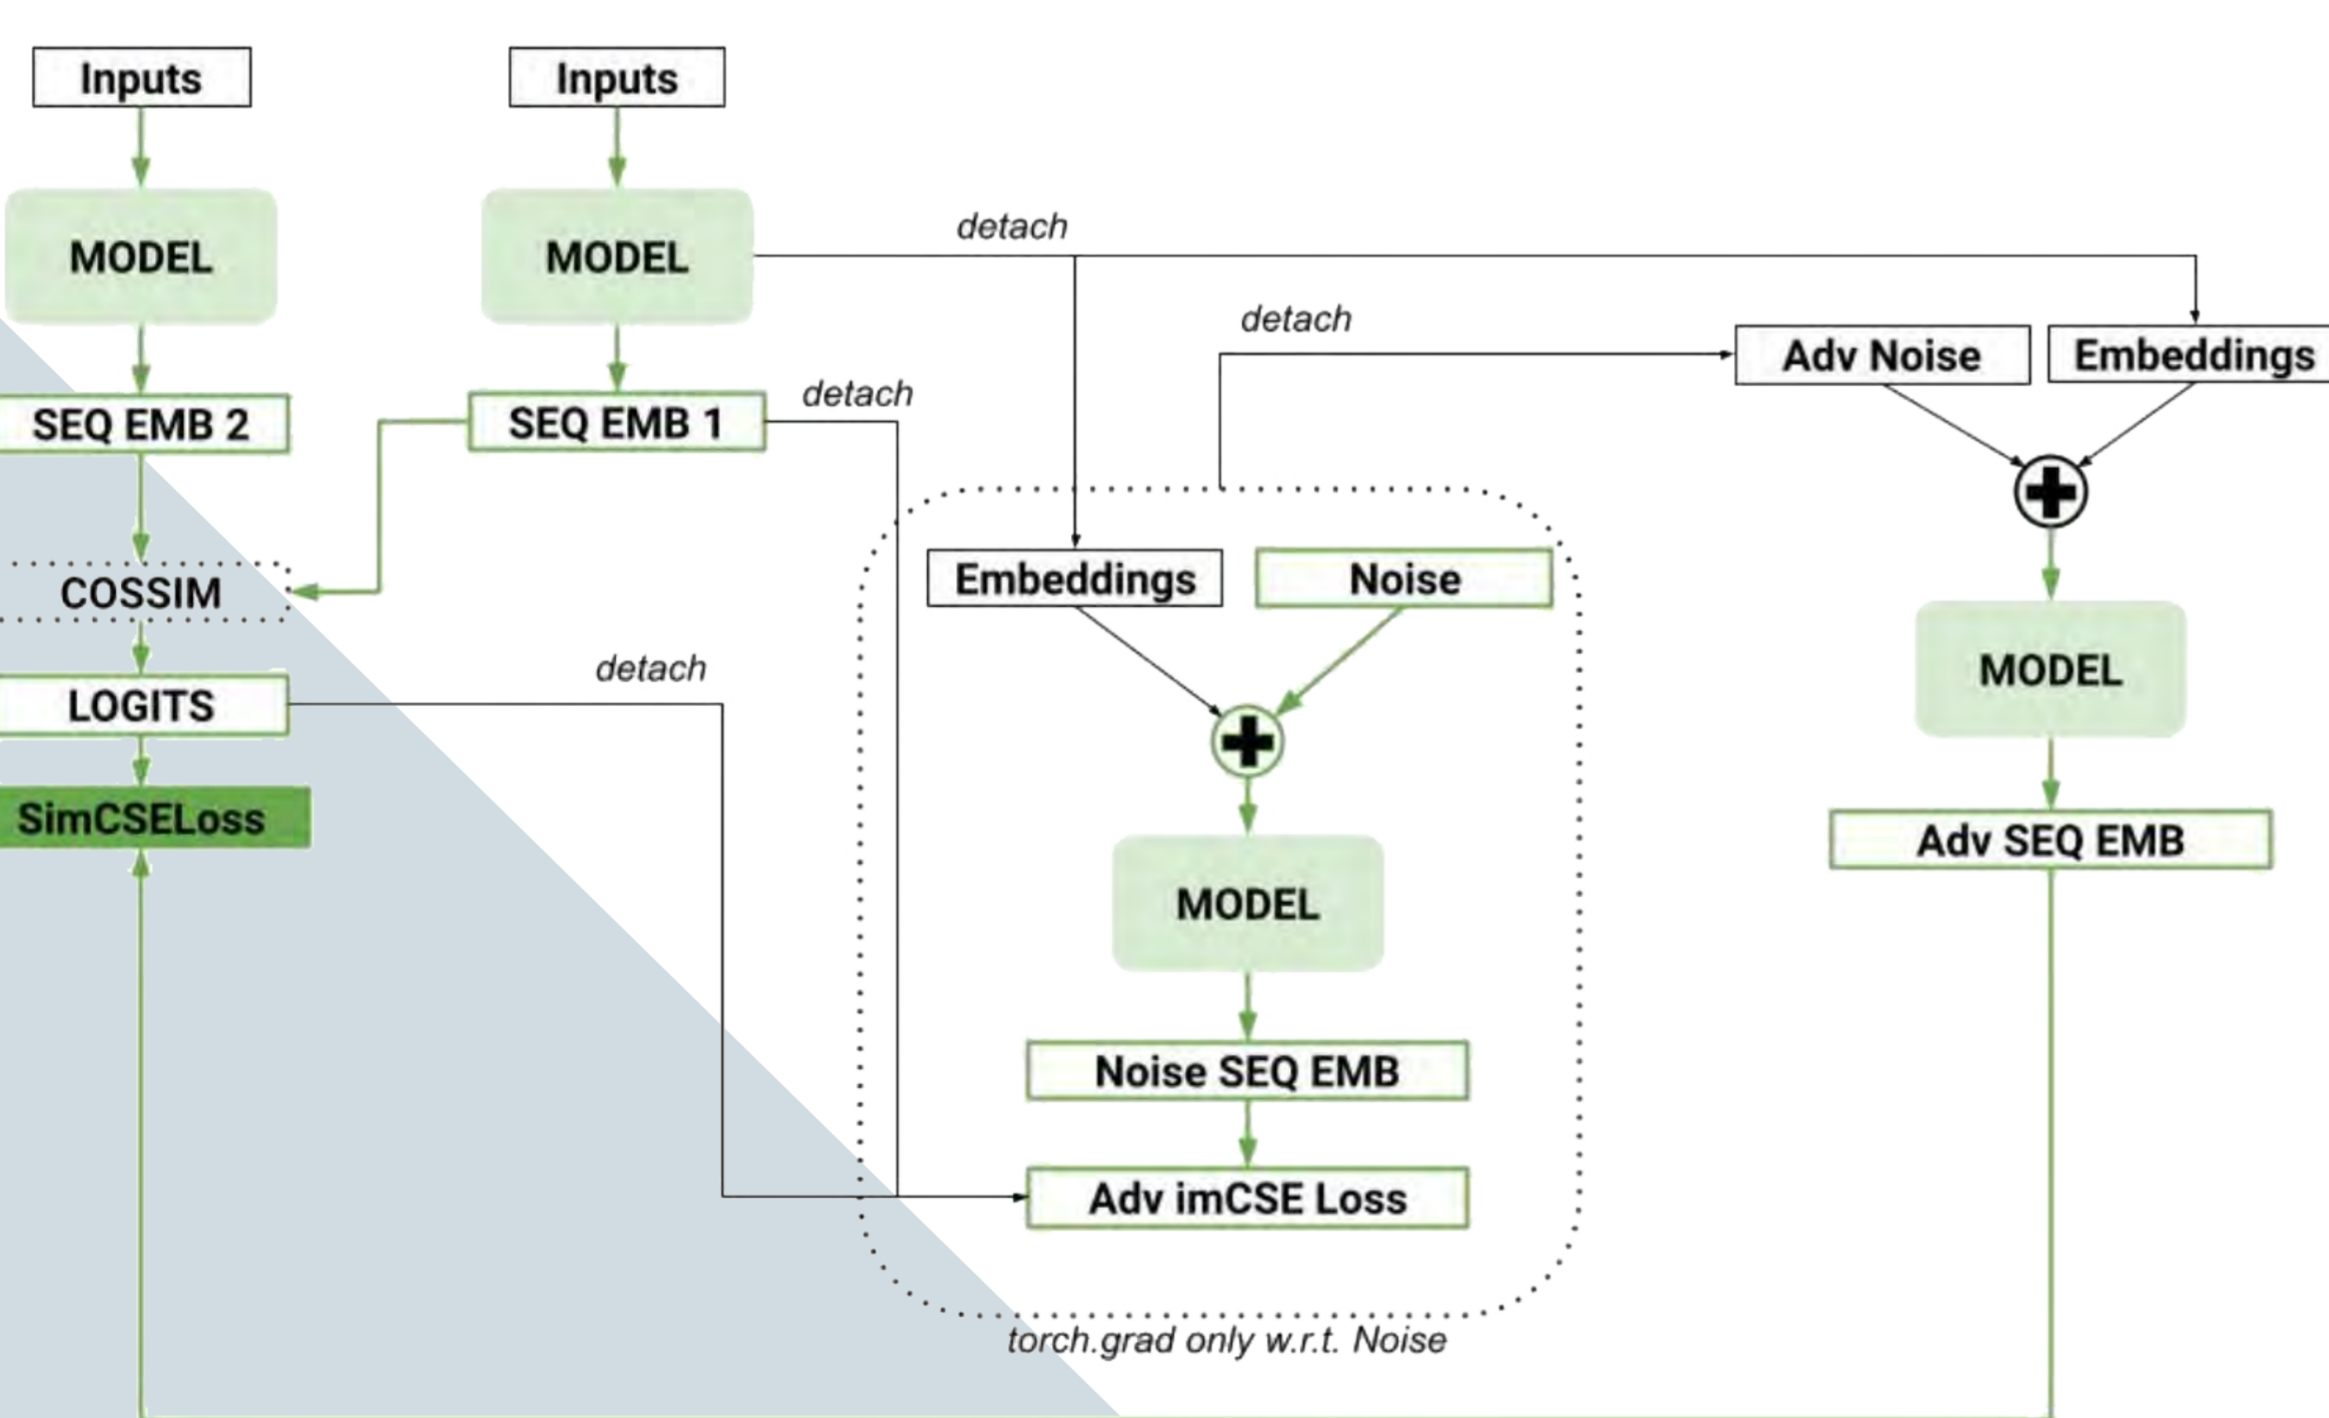 Inputs
Inputs
MODEL
MODEL
detach
detach
Adv Noise
Embeddings
SEQ EMB 2
SEQ EMB 1
detach
COSSIM
Embeddings
Noise
LOGITS
detach
MODEL
SimCSELoss
Adv SEQ EMB
MODEL
Noise SEQ EMB
Adv imCSE Loss
torch.grad only w.r.t. Noise